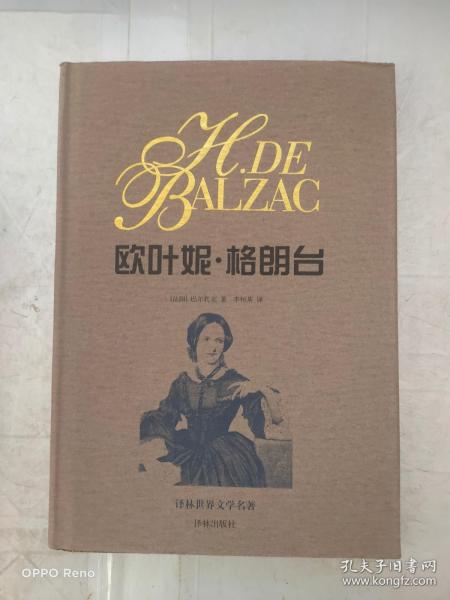 H. DE
BALZAC
欧叶妮·格朗台
[法国] 巴尔扎克 著 李恒基 译
译林世界文学名著
译林出版社
OPPO Reno
孔夫子旧书网
www.kongfz.com